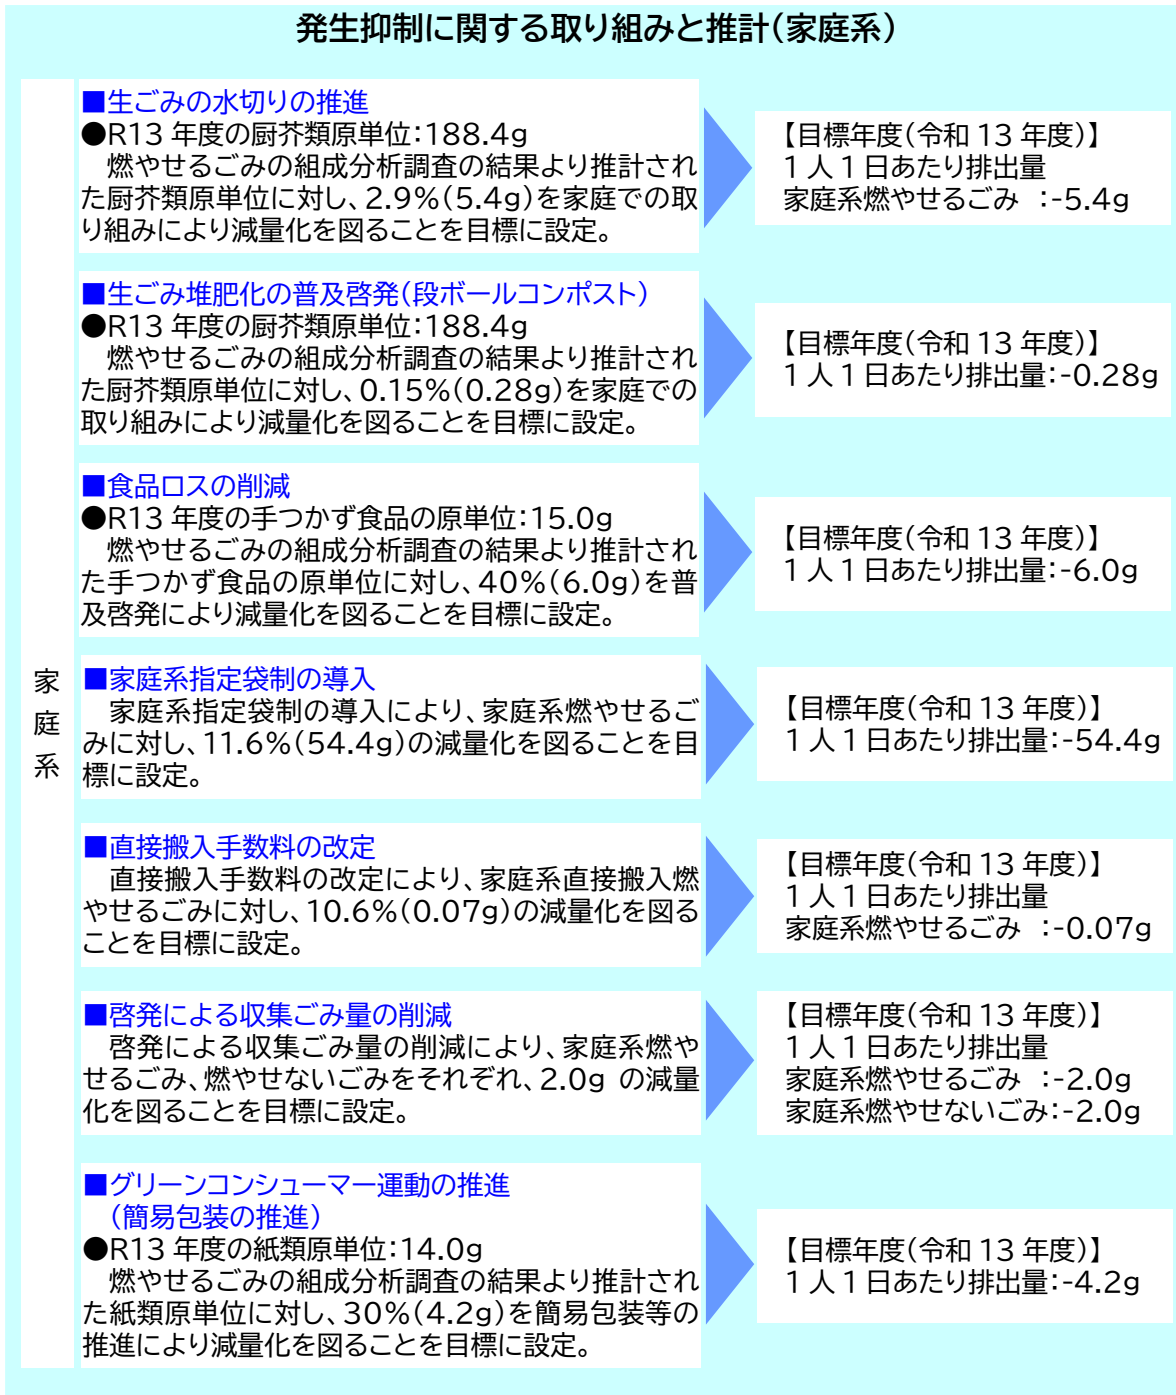 発生抑制に関する取り組みと推計(家庭系)
家庭系
■生ごみの水切りの推進
●R13 年度の厨芥類原単位:188.4g
燃やせるごみの組成分析調査の結果より推計され
た厨芥類原単位に対し、2.9%(5.4g)を家庭での取
り組みにより減量化を図ることを目標に設定。
【目標年度(令和 13 年度)】
1人1日あたり排出量
家庭系燃やせるごみ :-5.4g
■生ごみ堆肥化の普及啓発(段ボールコンポスト)
●R13 年度の厨芥類原単位:188.4g
燃やせるごみの組成分析調査の結果より推計され
た厨芥類原単位に対し、0.15%(0.28g)を家庭での
取り組みにより減量化を図ることを目標に設定。
【目標年度(令和 13 年度)】
1人1日あたり排出量:-0.28g
■食品ロスの削減
●R13 年度の手つかず食品の原単位:15.0g
燃やせるごみの組成分析調査の結果より推計され
た手つかず食品の原単位に対し、40%(6.0g)を普
及啓発により減量化を図ることを目標に設定。
【目標年度(令和 13 年度)】
1人1日あたり排出量:-6.0g
■家庭系指定袋制の導入
家庭系指定袋制の導入により、家庭系燃やせるご
みに対し、11.6%(54.4g)の減量化を図ることを目
標に設定。
【目標年度(令和 13 年度)】
1人1日あたり排出量:-54.4g
■直接搬入手数料の改定
直接搬入手数料の改定により、家庭系直接搬入燃
やせるごみに対し、10.6%(0.07g)の減量化を図る
ことを目標に設定。
【目標年度(令和 13 年度)】
1人1日あたり排出量
家庭系燃やせるごみ :-0.07g
■啓発による収集ごみ量の削減
啓発による収集ごみ量の削減により、家庭系燃や
せるごみ、燃やせないごみをそれぞれ、2.0g の減量
化を図ることを目標に設定。
【目標年度(令和 13 年度)】
1人1日あたり排出量
家庭系燃やせるごみ :-2.0g
家庭系燃やせないごみ:-2.0g
■グリーンコンシューマー運動の推進
(簡易包装の推進)
●R13 年度の紙類原単位:14.0g
燃やせるごみの組成分析調査の結果より推計され
た紙類原単位に対し、30%(4.2g)を簡易包装等の
推進により減量化を図ることを目標に設定。
【目標年度(令和 13 年度)】
1人1日あたり排出量:-4.2g